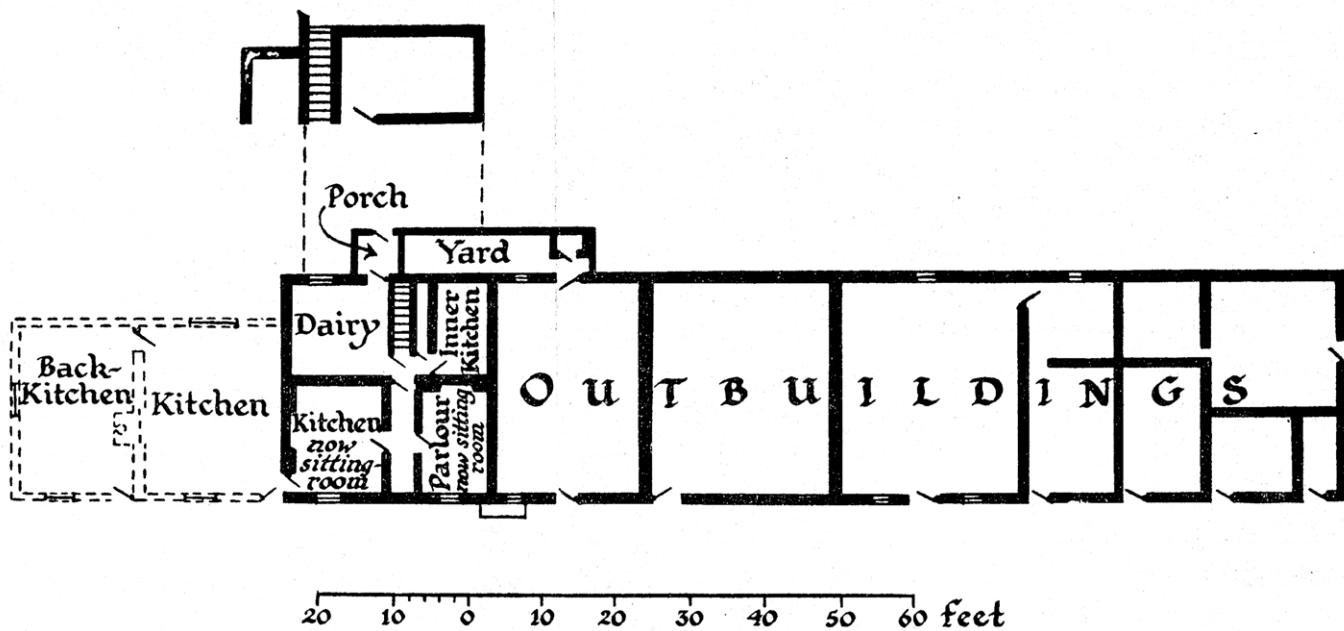 Porch
Yard
Dairy
Inner
Kitchen
Back-
Kitchen
Kitchen
Kitchen
now
sitting-
room
Parlour
now sitting
room
OUTBUILDINGS
20 10 0 10 20 30 40 50 60 feet